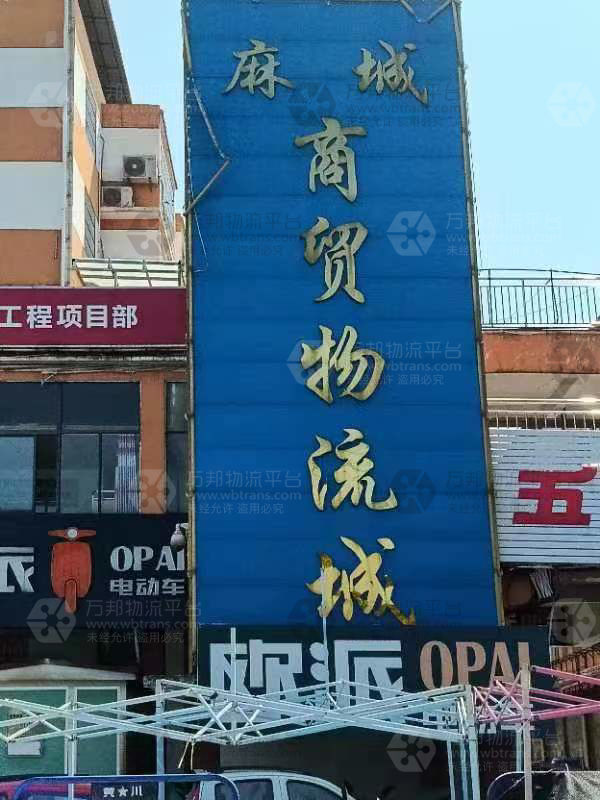 麻城
商贸物流城
工程项目部
五
派
OPAI
电动车
欧派
OPAI
万邦物流平台
www.wbtrans.com
未经允许 盗用必究